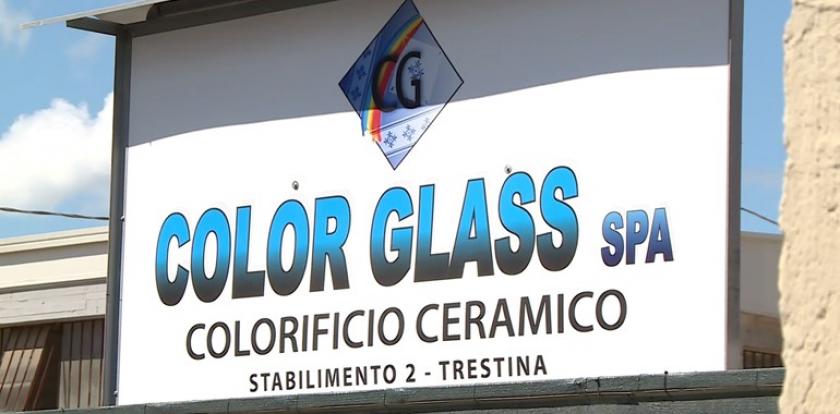 CG
COLOR GLASS SPA
COLORIFICIO CERAMICO
STABILIMENTO 2 - TRESTINA